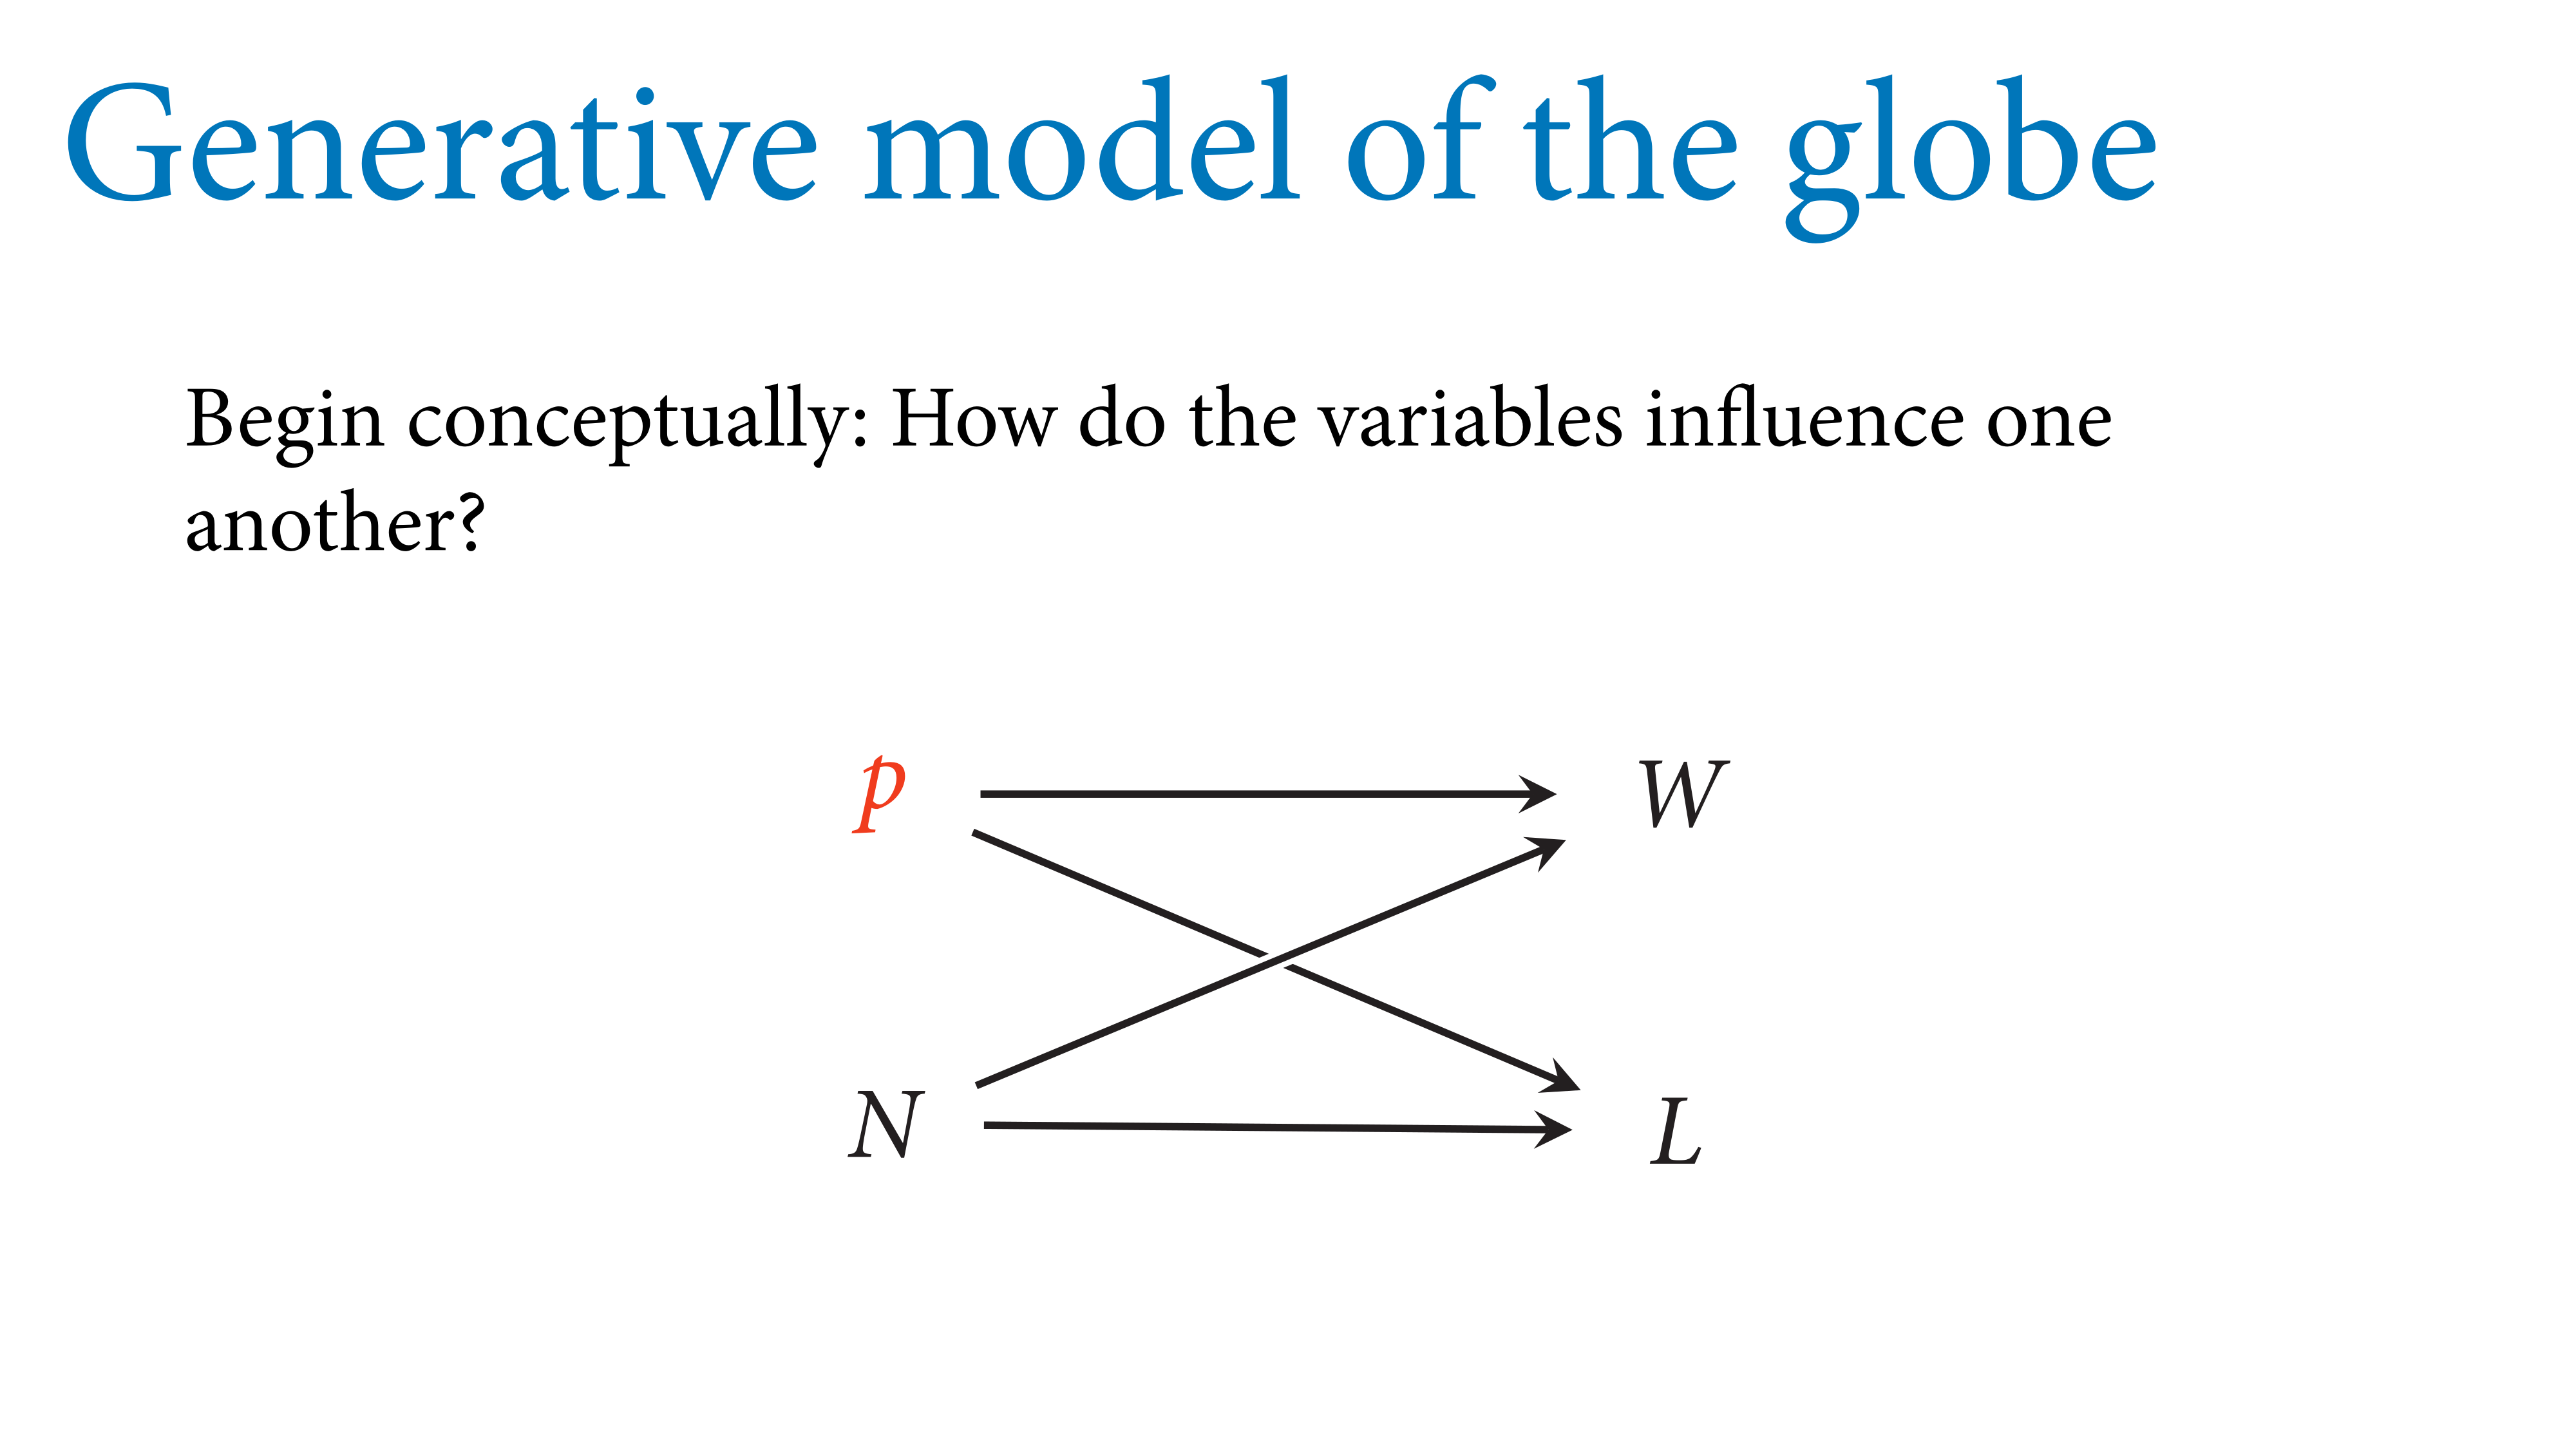 Generative model of the globe
Begin conceptually: How do the variables influence one
another?
p
W
N
L